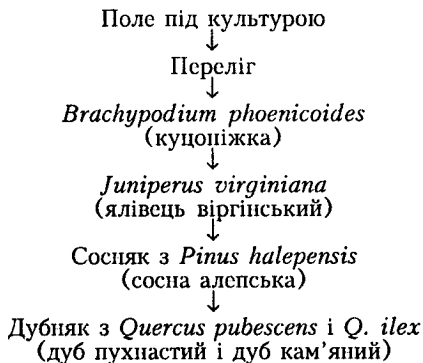 Поле під культурою
↓
Переліг
↓
Brachypodium phoenicoides
(куцоніжка)
↓
Juniperus virginiana
(ялівець віргінський)
↓
Сосняк з Pinus halepensis
(сосна алепська)
↓
Дубняк з Quercus pubescens і Q. ilex
(дуб пухнастий і дуб кам’яний)